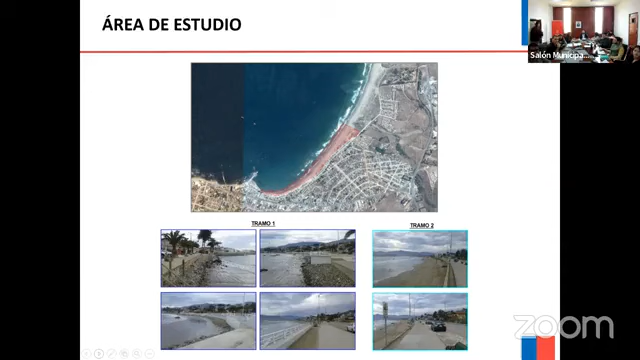 ÁREA DE ESTUDIO
Salón Municipa...
TRAMO 1
TRAMO 2
zoom